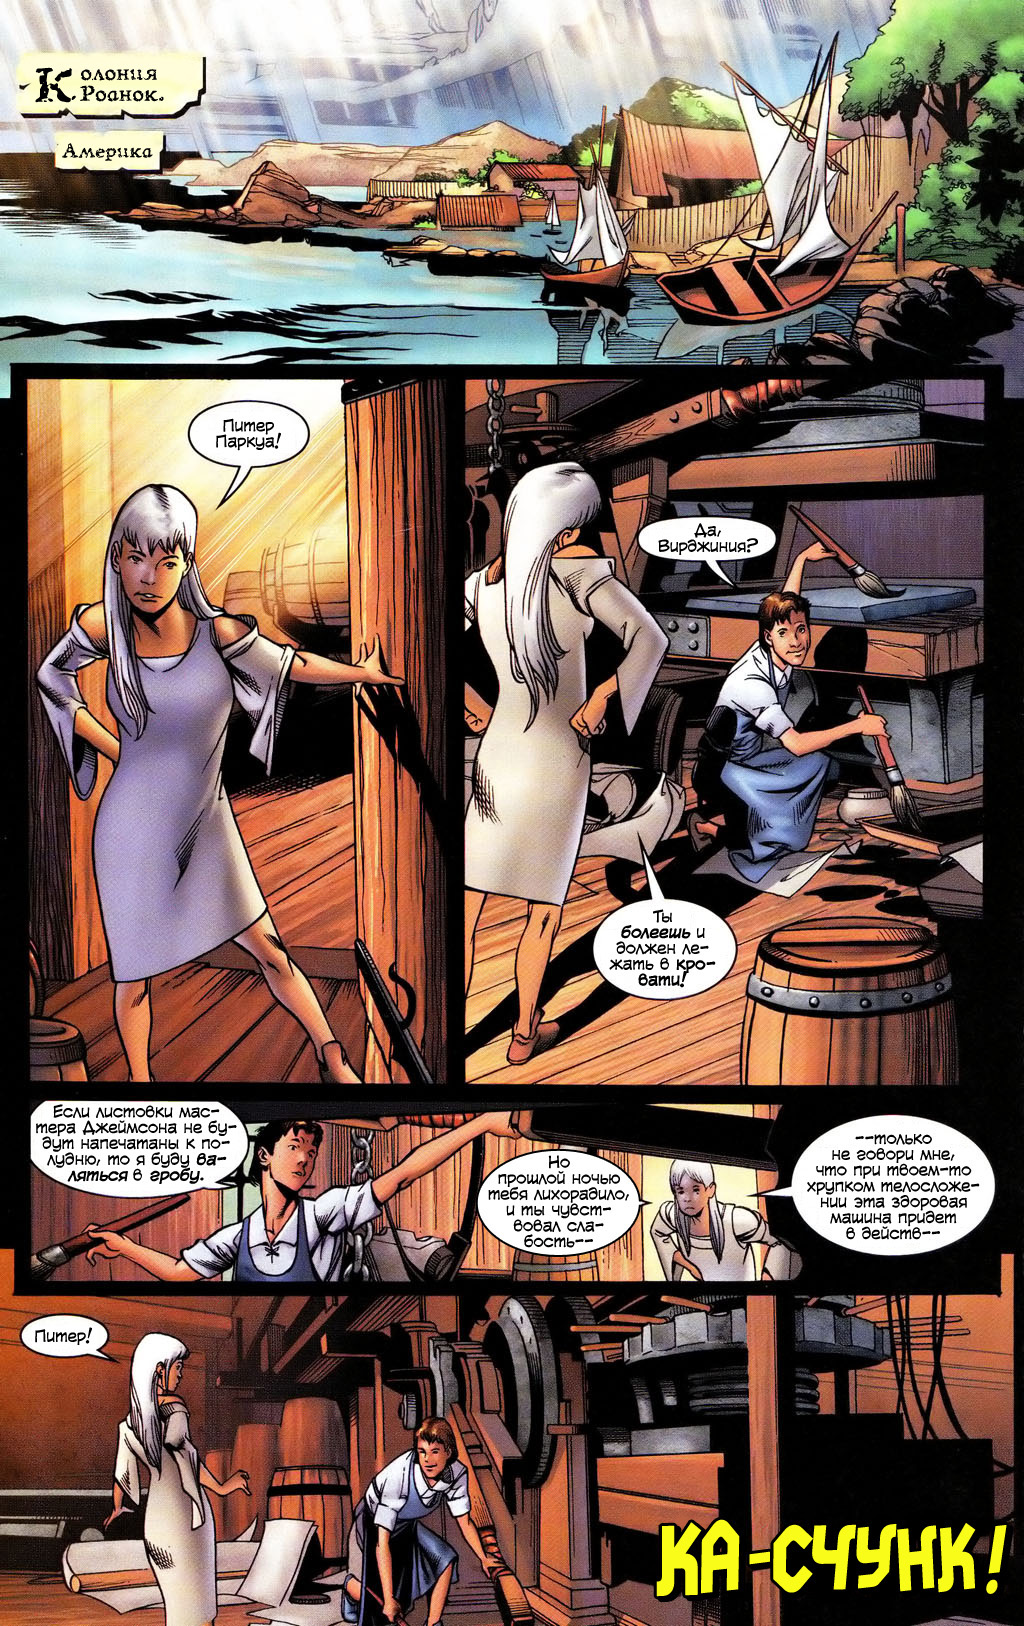 Колония
Роанок.
Америка
Питер
Паркуа!
Да,
Вирджиния?
Ты
болеешь и
должен ле-
жать в кро-
вати!
Если листовки мас-
тера Джеймсона не бу-
дут напечатаны к по-
лудню, то я буду ва-
ляться в гробу.
Но
прошлой ночью
тебя лихорадило,
и ты чувст-
вовал сла-
бость--
--только
не говори мне,
что при твоем-то
хрупком телосложе-
нии эта здоровая
машина придет
в действ--
Питер!
КА-СЧУНК!